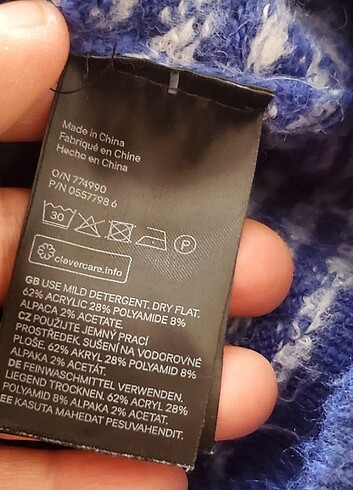 Made in China
Fabriqué en Chine
Hecho en China
O/N 774990
P/N 0557798 6
30
P
clevercare.info
GB USE MILD DETERGENT. DRY FLAT.
62% ACRYLIC 28% POLYAMIDE 8%
ALPACA 2% ACETATE.
CZ POUŽIJTE JEMNÝ PRACÍ
PROSTŘEDEK. SUŠENÍ NA VODOROVNÉ
PLOŠE. 62% AKRYL 28% POLYAMID 8%
ALPAKA 2% ACETÁT.
DE FEINWASCHMITTEL VERWENDEN.
LIEGEND TROCKNEN. 62% ACRYL 28%
POLYAMID 8% ALPAKA 2% ACETAT.
EE KASUTA MAHEDAT PESUVAHENDIT.